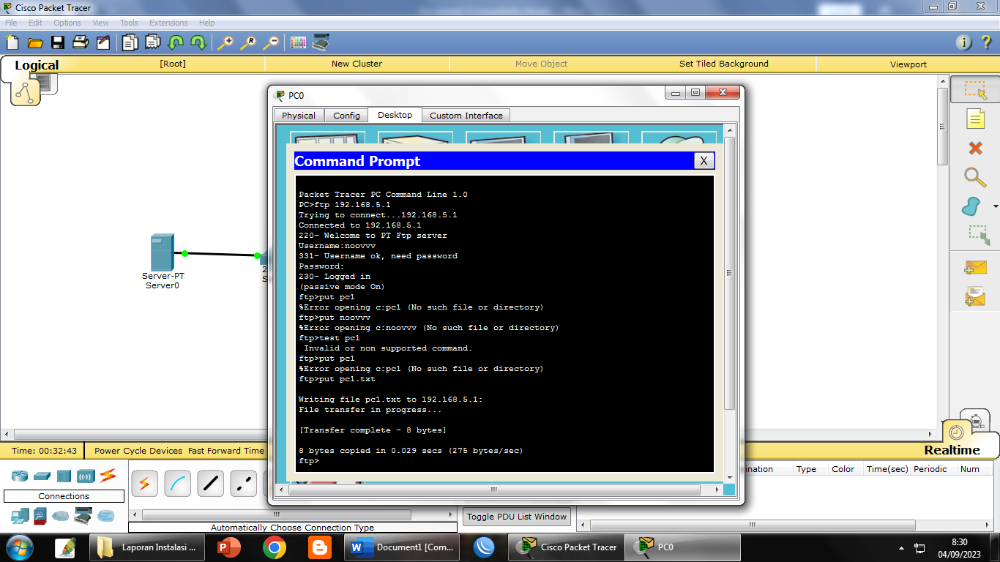 Cisco Packet Tracer
File Edit Options View Tools Extensions Help
Logical [Root] New Cluster Move Object Set Tiled Background Viewport
PC0
Physical Config Desktop Custom Interface
Command Prompt X
Packet Tracer PC Command Line 1.0
PC>ftp 192.168.5.1
Trying to connect...192.168.5.1
Connected to 192.168.5.1
220- Welcome to PT Ftp server
Username:noovvv
331- Username ok, need password
Password:
230- Logged in
(passive mode On)
ftp>put pc1
%Error opening c:pc1 (No such file or directory)
ftp>put noovvv
%Error opening c:noovvv (No such file or directory)
ftp>test pc1
Invalid or non supported command.
ftp>put pc1
%Error opening c:pc1 (No such file or directory)
ftp>put pc1.txt
Writing file pc1.txt to 192.168.5.1:
File transfer in progress...
[Transfer complete - 8 bytes]
8 bytes copied in 0.029 secs (275 bytes/sec)
ftp>
Server-PT
Server0
2
S
Time: 00:32:43 Power Cycle Devices Fast Forward Time
Realtime
ination Type Color Time(sec) Periodic Num
Connections
Automatically Choose Connection Type
Toggle PDU List Window
Laporan Instalasi ... Document1 [Com... Cisco Packet Tracer PC0
8:30
04/09/2023